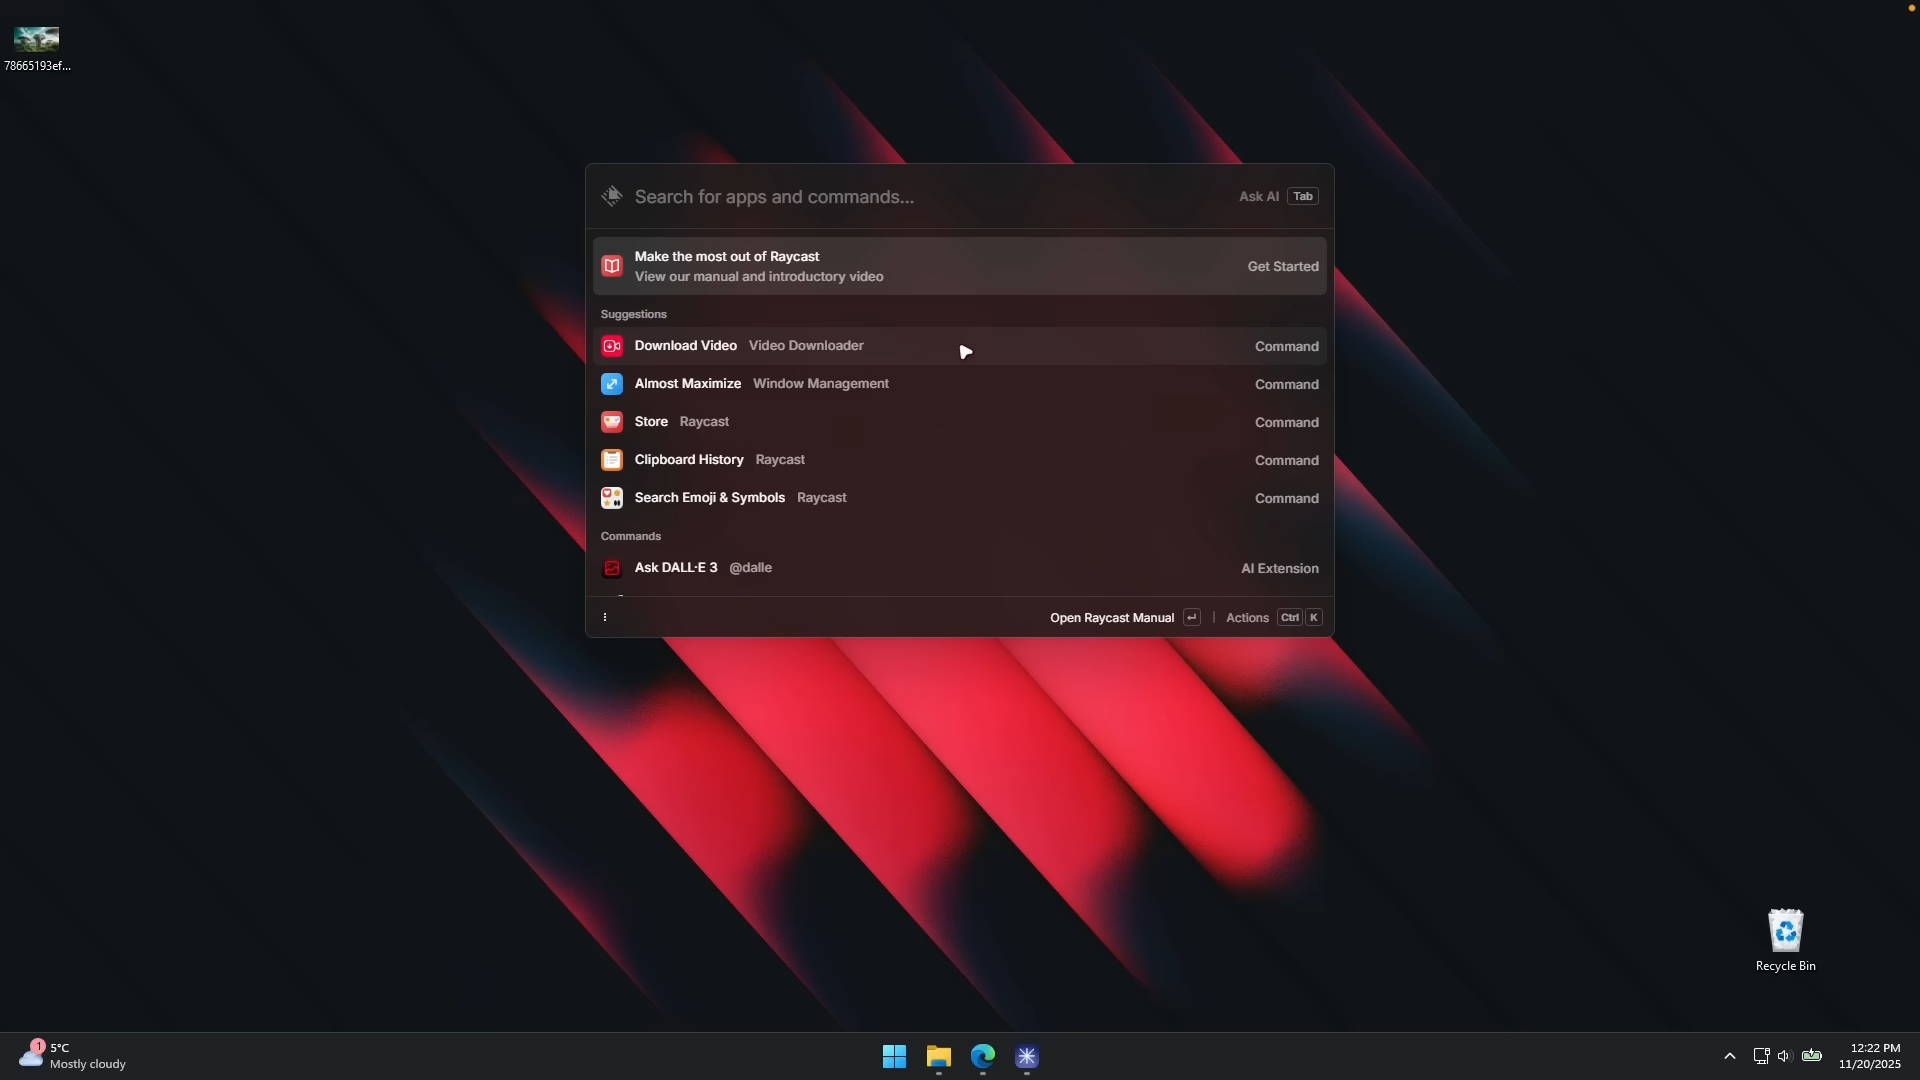 78665193ef...
Search for apps and commands...
Ask AI Tab
Make the most out of Raycast
View our manual and introductory video
Get Started
Suggestions
Download Video Video Downloader Command
Almost Maximize Window Management Command
Store Raycast Command
Clipboard History Raycast Command
Search Emoji & Symbols Raycast Command
Commands
Ask DALL·E 3 @dalle AI Extension
Open Raycast Manual ↵ | Actions Ctrl K
Recycle Bin
1
5°C
Mostly cloudy
12:22 PM
11/20/2025